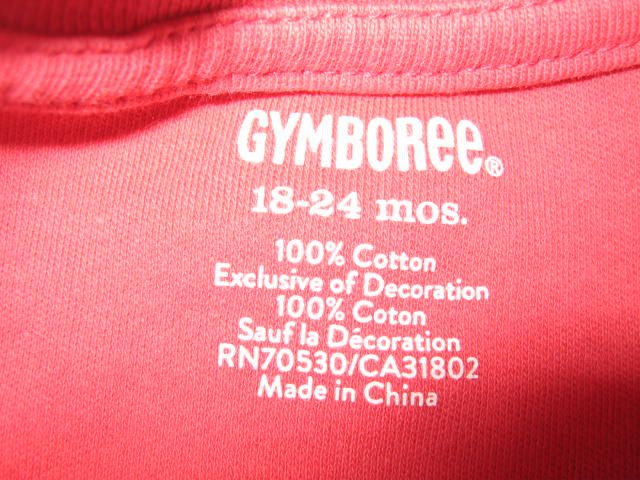 GYMBOREE®
18-24 mos.
100% Cotton
Exclusive of Decoration
100% Coton
Sauf la Décoration
RN70530/CA31802
Made in China